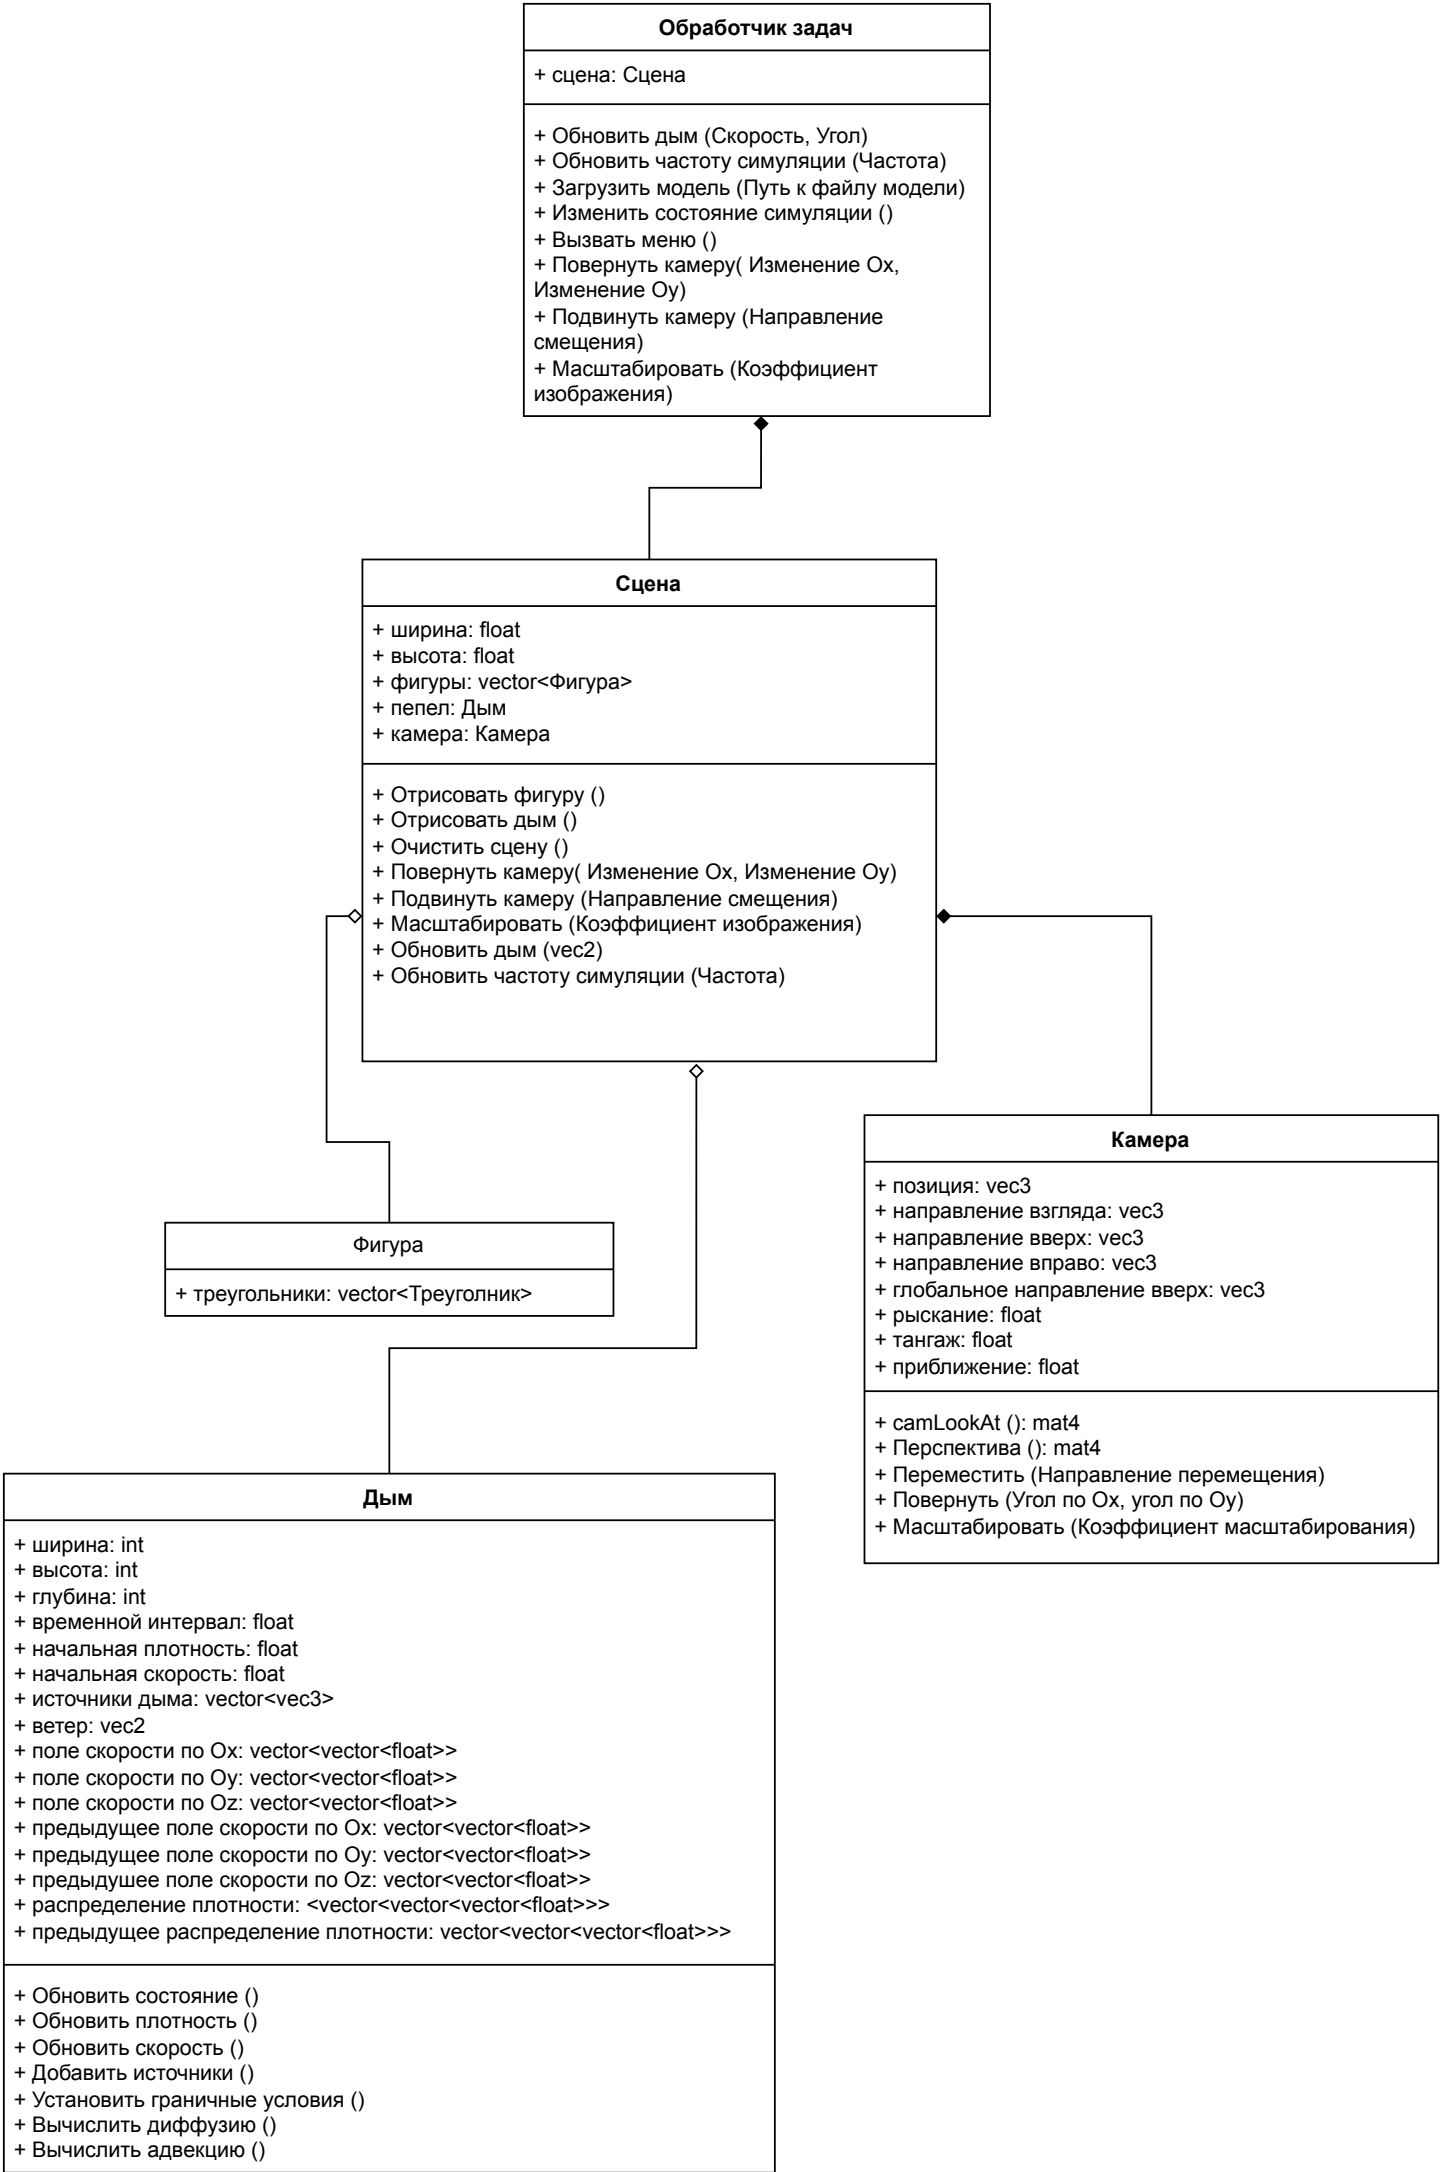 Обработчик задач
+ сцена: Сцена
+ Обновить дым (Скорость, Угол)
+ Обновить частоту симуляции (Частота)
+ Загрузить модель (Путь к файлу модели)
+ Изменить состояние симуляции ()
+ Вызвать меню ()
+ Повернуть камеру( Изменение Ox,
Изменение Oy)
+ Подвинуть камеру (Направление
смещения)
+ Масштабировать (Коэффициент
изображения)
Сцена
+ ширина: float
+ высота: float
+ фигуры: vector<Фигура>
+ пепел: Дым
+ камера: Камера
+ Отрисовать фигуру ()
+ Отрисовать дым ()
+ Очистить сцену ()
+ Повернуть камеру( Изменение Ox, Изменение Oy)
+ Подвинуть камеру (Направление смещения)
+ Масштабировать (Коэффициент изображения)
+ Обновить дым (vec2)
+ Обновить частоту симуляции (Частота)
Камера
+ позиция: vec3
+ направление взгляда: vec3
+ направление вверх: vec3
+ направление вправо: vec3
+ глобальное направление вверх: vec3
+ рыскание: float
+ тангаж: float
+ приближение: float
+ camLookAt (): mat4
+ Перспектива (): mat4
+ Переместить (Направление перемещения)
+ Повернуть (Угол по Ox, угол по Oy)
+ Масштабировать (Коэффициент масштабирования)
Фигура
+ треугольники: vector<Треуголник>
Дым
+ ширина: int
+ высота: int
+ глубина: int
+ временной интервал: float
+ начальная плотность: float
+ начальная скорость: float
+ источники дыма: vector<vec3>
+ ветер: vec2
+ поле скорости по Ox: vector<vector<float>>
+ поле скорости по Oy: vector<vector<float>>
+ поле скорости по Oz: vector<vector<float>>
+ предыдущее поле скорости по Ox: vector<vector<float>>
+ предыдущее поле скорости по Oy: vector<vector<float>>
+ предыдушее поле скорости по Oz: vector<vector<float>>
+ распределение плотности: <vector<vector<vector<float>>>
+ предыдущее распределение плотности: vector<vector<vector<float>>>
+ Обновить состояние ()
+ Обновить плотность ()
+ Обновить скорость ()
+ Добавить источники ()
+ Установить граничные условия ()
+ Вычислить диффузию ()
+ Вычислить адвекцию ()